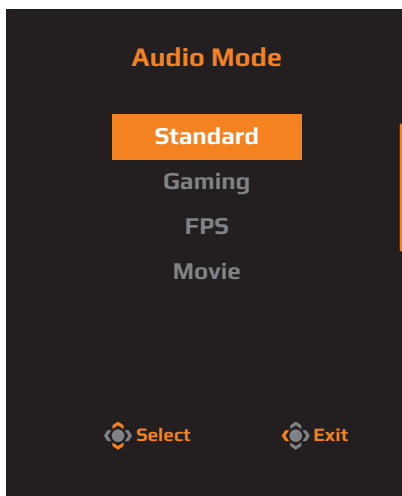 Audio Mode
Standard
Gaming
FPS
Movie
Select Exit